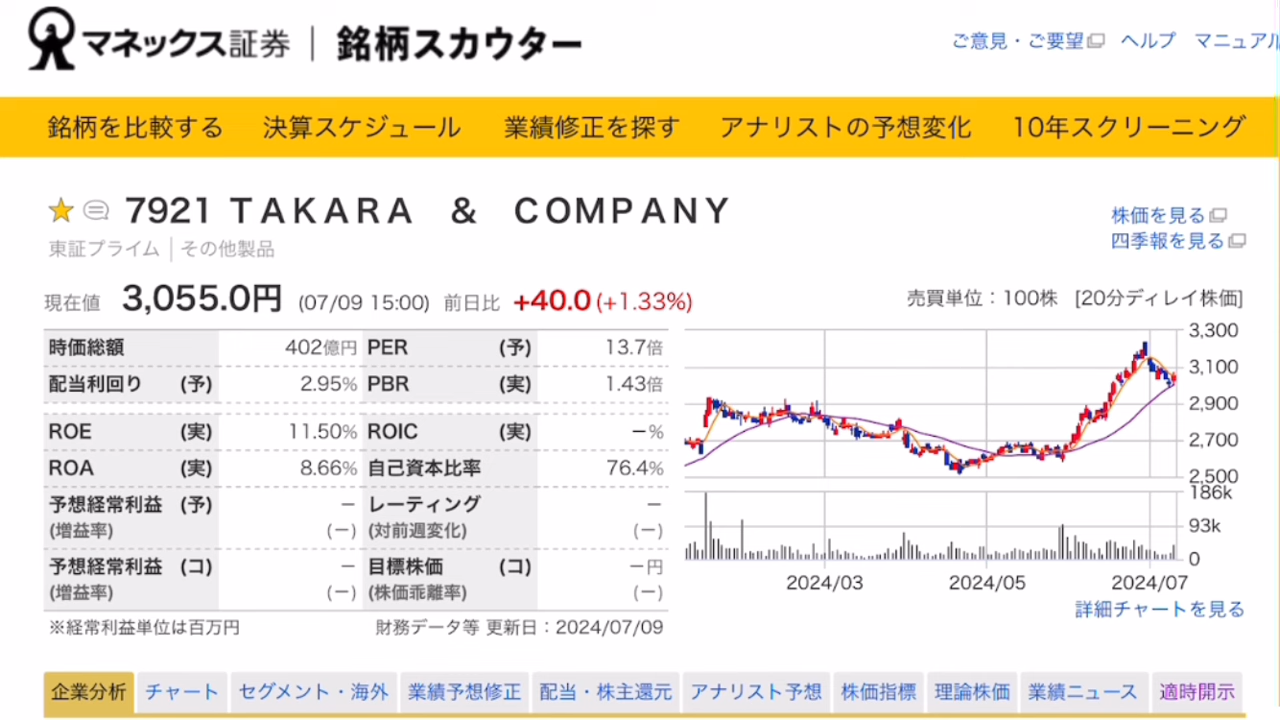 マネックス証券 | 銘柄スカウター
ご意見・ご要望 ヘルプ マニュアル
銘柄を比較する 決算スケジュール 業績修正を探す アナリストの予想変化 10年スクリーニング
7921 ＴＡＫＡＲＡ ＆ ＣＯＭＰＡＮＹ
東証プライム | その他製品
株価を見る
四季報を見る
現在値 3,055.0円 (07/09 15:00) 前日比 +40.0 (+1.33%)
売買単位：100株 [20分ディレイ株価]
時価総額 402億円 PER (予) 13.7倍
配当利回り (予) 2.95% PBR (実) 1.43倍
ROE (実) 11.50% ROIC (実) －%
ROA (実) 8.66% 自己資本比率 76.4%
予想経常利益 (予) － レーティング －
(増益率) (－) (対前週変化) (－)
予想経常利益 (コ) － 目標株価 (コ) －円
(増益率) (－) (株価乖離率) (－)
※経常利益単位は百万円 財務データ等 更新日：2024/07/09
3,300
3,100
2,900
2,700
2,500
186k
93k
0
2024/03 2024/05 2024/07
詳細チャートを見る
企業分析 チャート セグメント・海外 業績予想修正 配当・株主還元 アナリスト予想 株価指標 理論株価 業績ニュース 適時開示